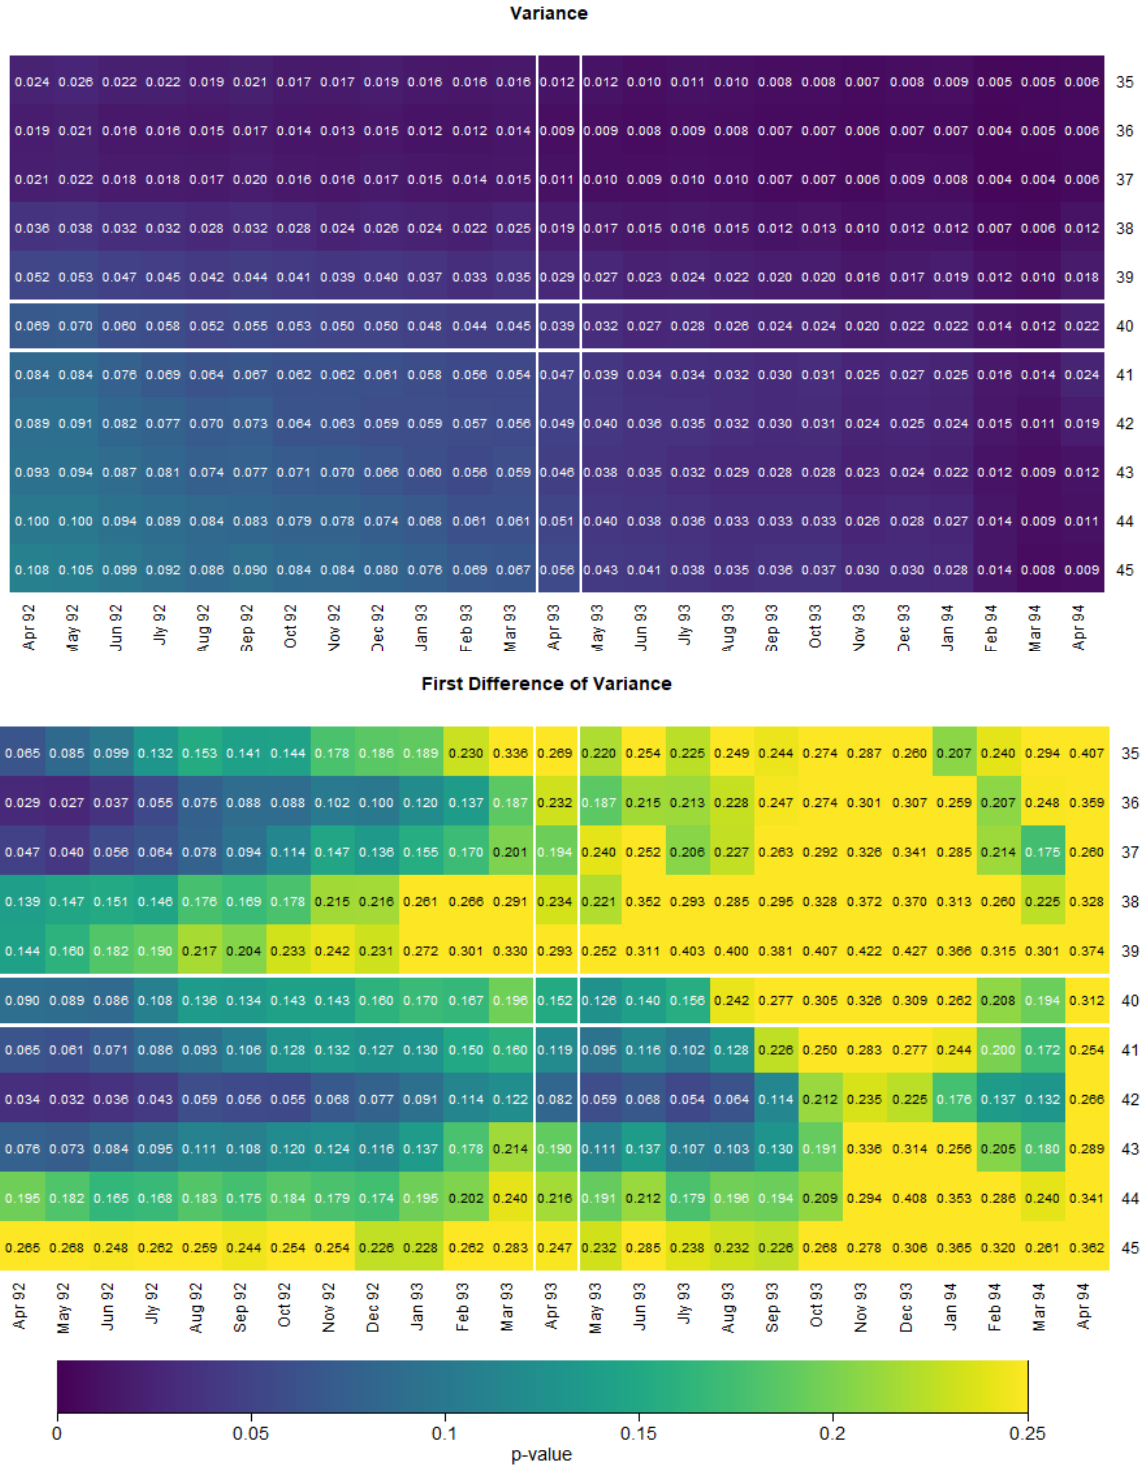 Variance
0.024 0.026 0.022 0.022 0.019 0.021 0.017 0.017 0.019 0.016 0.016 0.016 0.012 0.012 0.010 0.011 0.010 0.008 0.008 0.007 0.008 0.009 0.005 0.005 0.006 35
0.019 0.021 0.016 0.016 0.015 0.017 0.014 0.013 0.015 0.012 0.012 0.014 0.009 0.009 0.008 0.009 0.008 0.007 0.007 0.006 0.007 0.007 0.004 0.005 0.006 36
0.021 0.022 0.018 0.018 0.017 0.020 0.016 0.016 0.017 0.015 0.014 0.015 0.011 0.010 0.009 0.010 0.010 0.007 0.007 0.006 0.009 0.008 0.004 0.004 0.006 37
0.036 0.038 0.032 0.032 0.028 0.032 0.028 0.024 0.026 0.024 0.022 0.025 0.019 0.017 0.015 0.016 0.015 0.012 0.013 0.010 0.012 0.012 0.007 0.006 0.012 38
0.052 0.053 0.047 0.045 0.042 0.044 0.041 0.039 0.040 0.037 0.033 0.035 0.029 0.027 0.023 0.024 0.022 0.020 0.020 0.016 0.017 0.019 0.012 0.010 0.018 39
0.069 0.070 0.060 0.058 0.052 0.055 0.053 0.050 0.050 0.048 0.044 0.045 0.039 0.032 0.027 0.028 0.026 0.024 0.024 0.020 0.022 0.022 0.014 0.012 0.022 40
0.084 0.084 0.076 0.069 0.064 0.067 0.062 0.062 0.061 0.058 0.056 0.054 0.047 0.039 0.034 0.034 0.032 0.030 0.031 0.025 0.027 0.025 0.016 0.014 0.024 41
0.089 0.091 0.082 0.077 0.070 0.073 0.064 0.063 0.059 0.059 0.057 0.056 0.049 0.040 0.036 0.035 0.032 0.030 0.031 0.024 0.025 0.024 0.015 0.011 0.019 42
0.093 0.094 0.087 0.081 0.074 0.077 0.071 0.070 0.066 0.060 0.056 0.059 0.046 0.038 0.035 0.032 0.029 0.028 0.028 0.023 0.024 0.022 0.012 0.009 0.012 43
0.100 0.100 0.094 0.089 0.084 0.083 0.079 0.078 0.074 0.068 0.061 0.061 0.051 0.040 0.038 0.036 0.033 0.033 0.033 0.026 0.028 0.027 0.014 0.009 0.011 44
0.108 0.105 0.099 0.092 0.086 0.090 0.084 0.084 0.080 0.076 0.069 0.067 0.056 0.043 0.041 0.038 0.035 0.036 0.037 0.030 0.030 0.028 0.014 0.008 0.009 45
Apr 92 May 92 Jun 92 Jly 92 Aug 92 Sep 92 Oct 92 Nov 92 Dec 92 Jan 93 Feb 93 Mar 93 Apr 93 May 93 Jun 93 Jly 93 Aug 93 Sep 93 Oct 93 Nov 93 Dec 93 Jan 94 Feb 94 Mar 94 Apr 94
First Difference of Variance
0.065 0.085 0.099 0.132 0.153 0.141 0.144 0.178 0.186 0.189 0.230 0.336 0.269 0.220 0.254 0.225 0.249 0.244 0.274 0.287 0.260 0.207 0.240 0.294 0.407 35
0.029 0.027 0.037 0.055 0.075 0.088 0.088 0.102 0.100 0.120 0.137 0.187 0.232 0.187 0.215 0.213 0.228 0.247 0.274 0.301 0.307 0.259 0.207 0.248 0.359 36
0.047 0.040 0.056 0.064 0.078 0.094 0.114 0.147 0.136 0.155 0.170 0.201 0.194 0.240 0.252 0.206 0.227 0.263 0.292 0.326 0.341 0.285 0.214 0.175 0.260 37
0.139 0.147 0.151 0.146 0.176 0.169 0.178 0.215 0.216 0.261 0.266 0.291 0.234 0.221 0.352 0.293 0.285 0.295 0.328 0.372 0.370 0.313 0.260 0.225 0.328 38
0.144 0.160 0.182 0.190 0.217 0.204 0.233 0.242 0.231 0.272 0.301 0.330 0.293 0.252 0.311 0.403 0.400 0.381 0.407 0.422 0.427 0.366 0.315 0.301 0.374 39
0.090 0.089 0.086 0.108 0.136 0.134 0.143 0.143 0.160 0.170 0.167 0.196 0.152 0.126 0.140 0.156 0.242 0.277 0.305 0.326 0.309 0.262 0.208 0.194 0.312 40
0.065 0.061 0.071 0.086 0.093 0.106 0.128 0.132 0.127 0.130 0.150 0.160 0.119 0.095 0.116 0.102 0.128 0.226 0.250 0.283 0.277 0.244 0.200 0.172 0.254 41
0.034 0.032 0.036 0.043 0.059 0.056 0.055 0.068 0.077 0.091 0.114 0.122 0.082 0.059 0.068 0.054 0.064 0.114 0.212 0.235 0.225 0.176 0.137 0.132 0.266 42
0.076 0.073 0.084 0.095 0.111 0.108 0.120 0.124 0.116 0.137 0.178 0.214 0.190 0.111 0.137 0.107 0.103 0.130 0.191 0.336 0.314 0.256 0.205 0.180 0.289 43
0.195 0.182 0.165 0.168 0.183 0.175 0.184 0.179 0.174 0.195 0.202 0.240 0.216 0.191 0.212 0.179 0.196 0.194 0.209 0.294 0.408 0.353 0.286 0.240 0.341 44
0.265 0.268 0.248 0.262 0.259 0.244 0.254 0.254 0.226 0.228 0.262 0.283 0.247 0.232 0.285 0.238 0.232 0.226 0.268 0.278 0.306 0.365 0.320 0.261 0.362 45
Apr 92 May 92 Jun 92 Jly 92 Aug 92 Sep 92 Oct 92 Nov 92 Dec 92 Jan 93 Feb 93 Mar 93 Apr 93 May 93 Jun 93 Jly 93 Aug 93 Sep 93 Oct 93 Nov 93 Dec 93 Jan 94 Feb 94 Mar 94 Apr 94
0 0.05 0.1 0.15 0.2 0.25
p-value